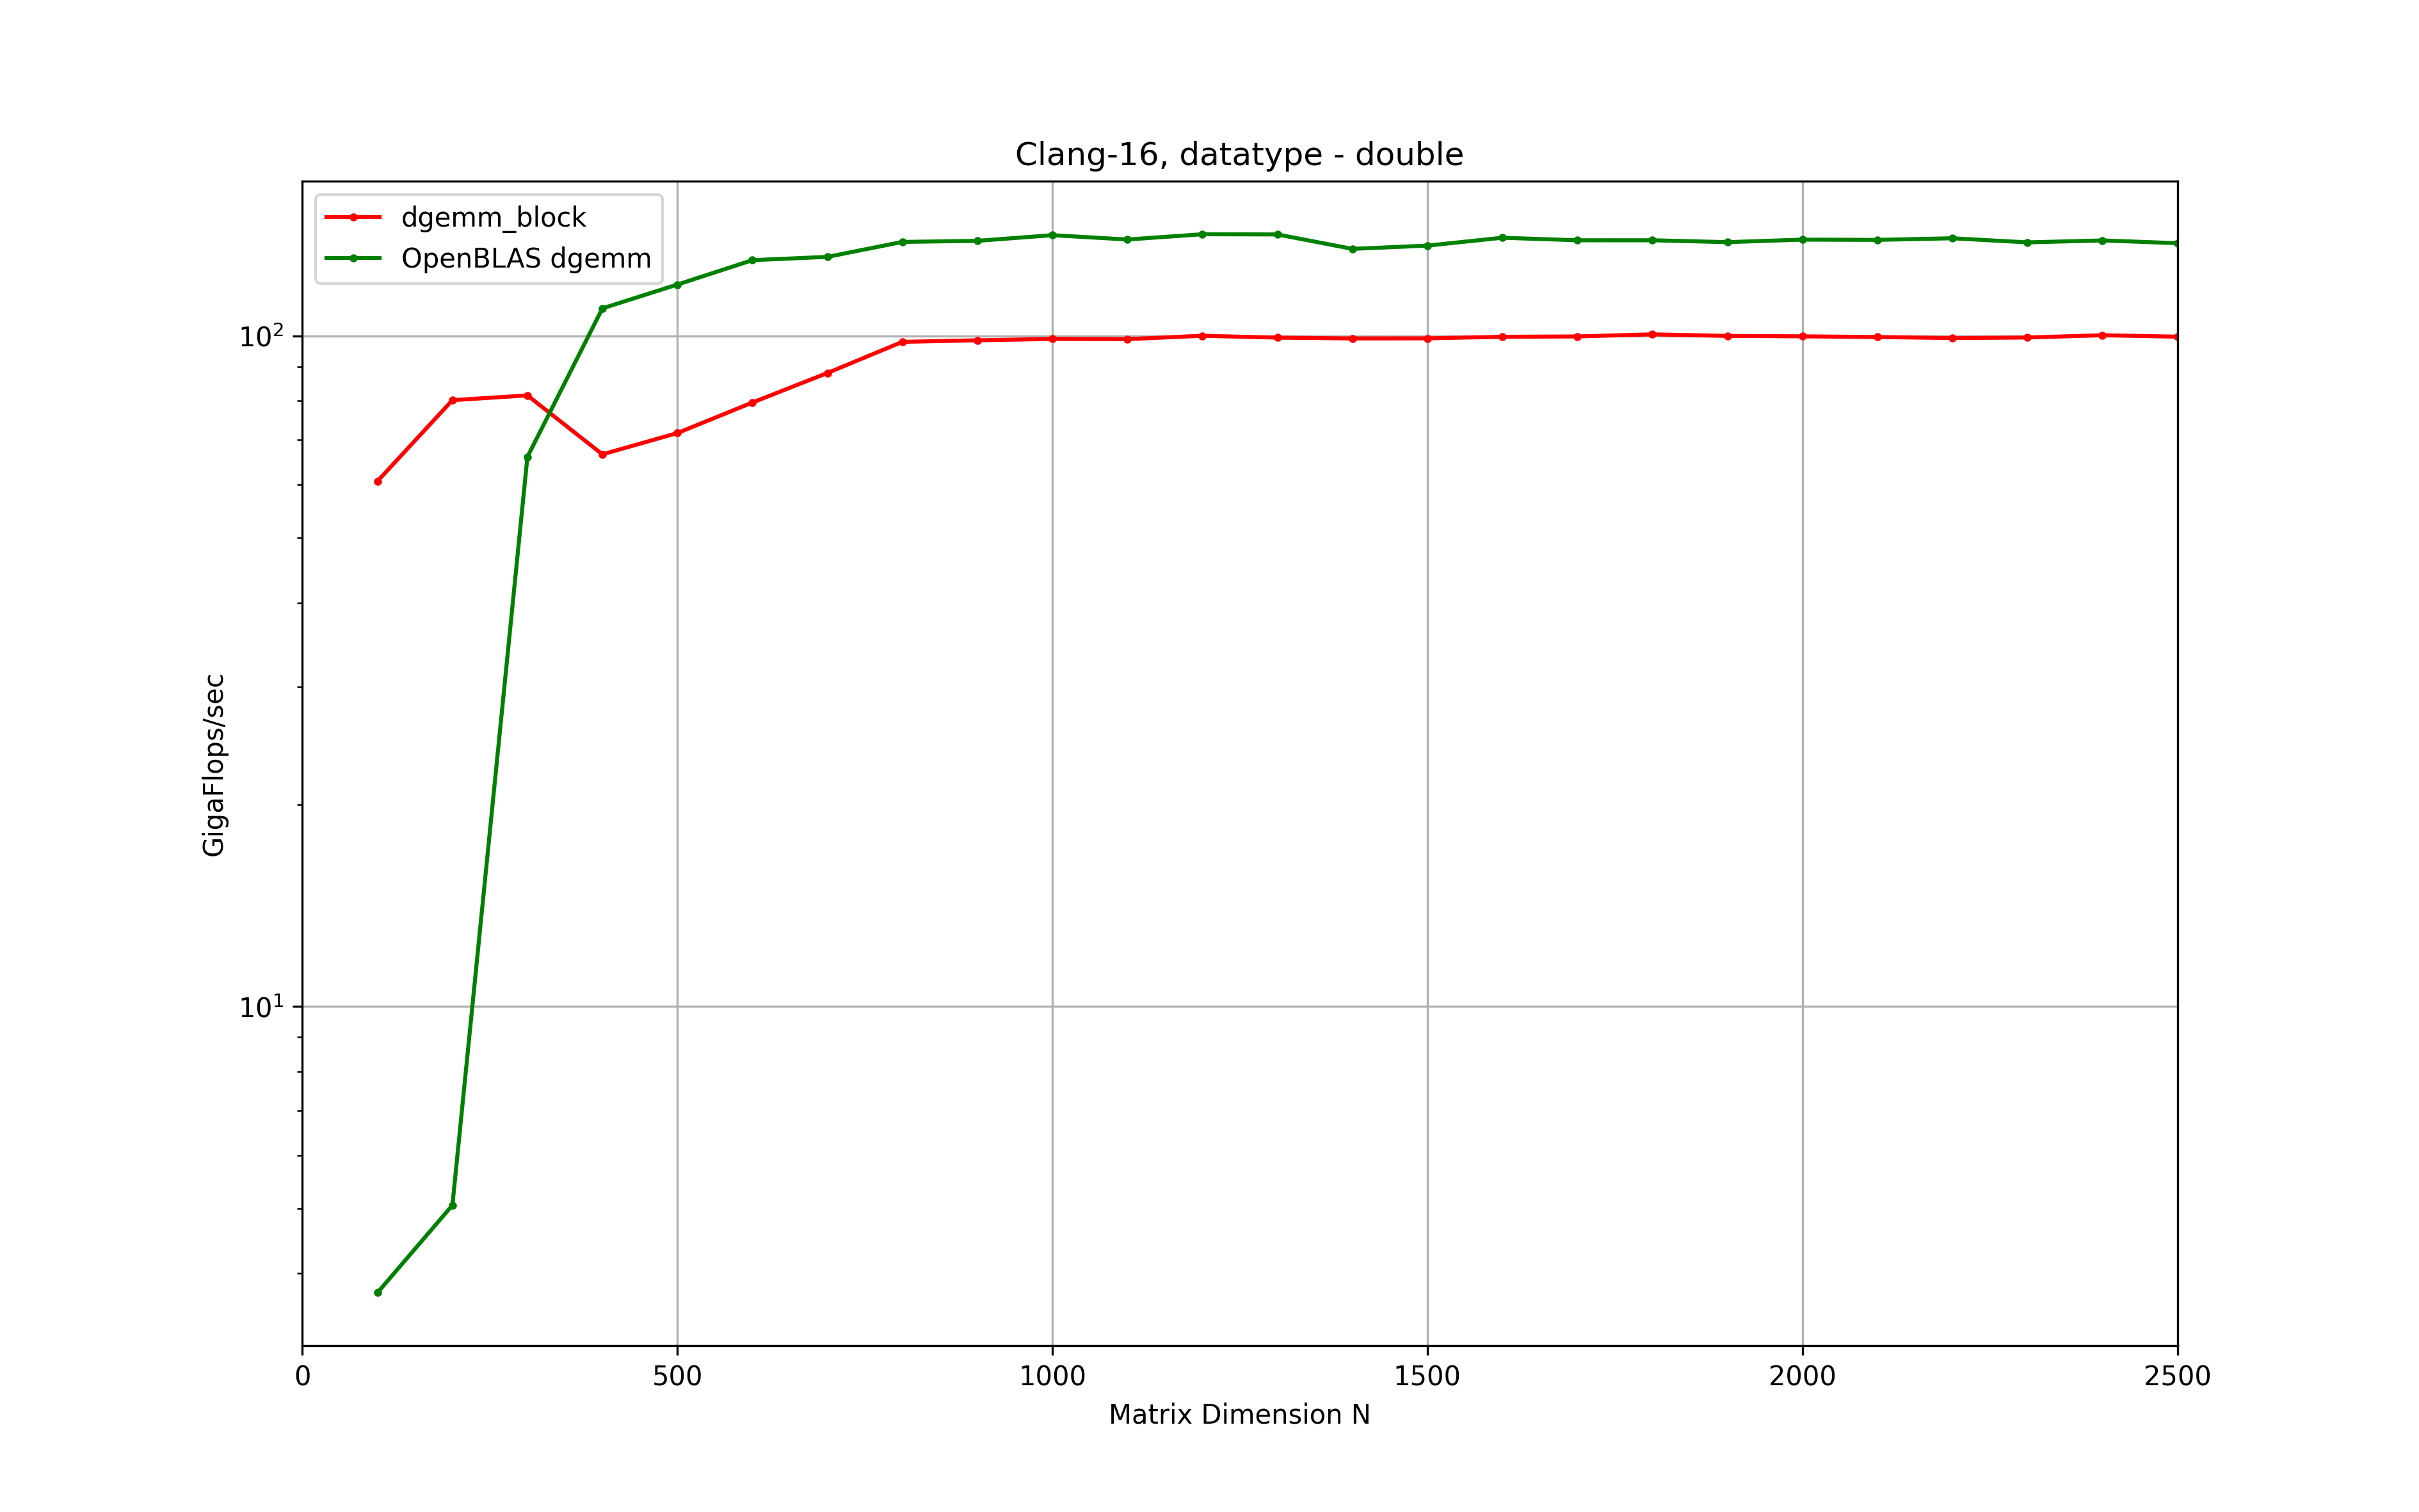 Clang-16, datatype - double
dgemm_block
OpenBLAS dgemm
10²
10¹
GigaFlops/sec
0 500 1000 1500 2000 2500
Matrix Dimension N